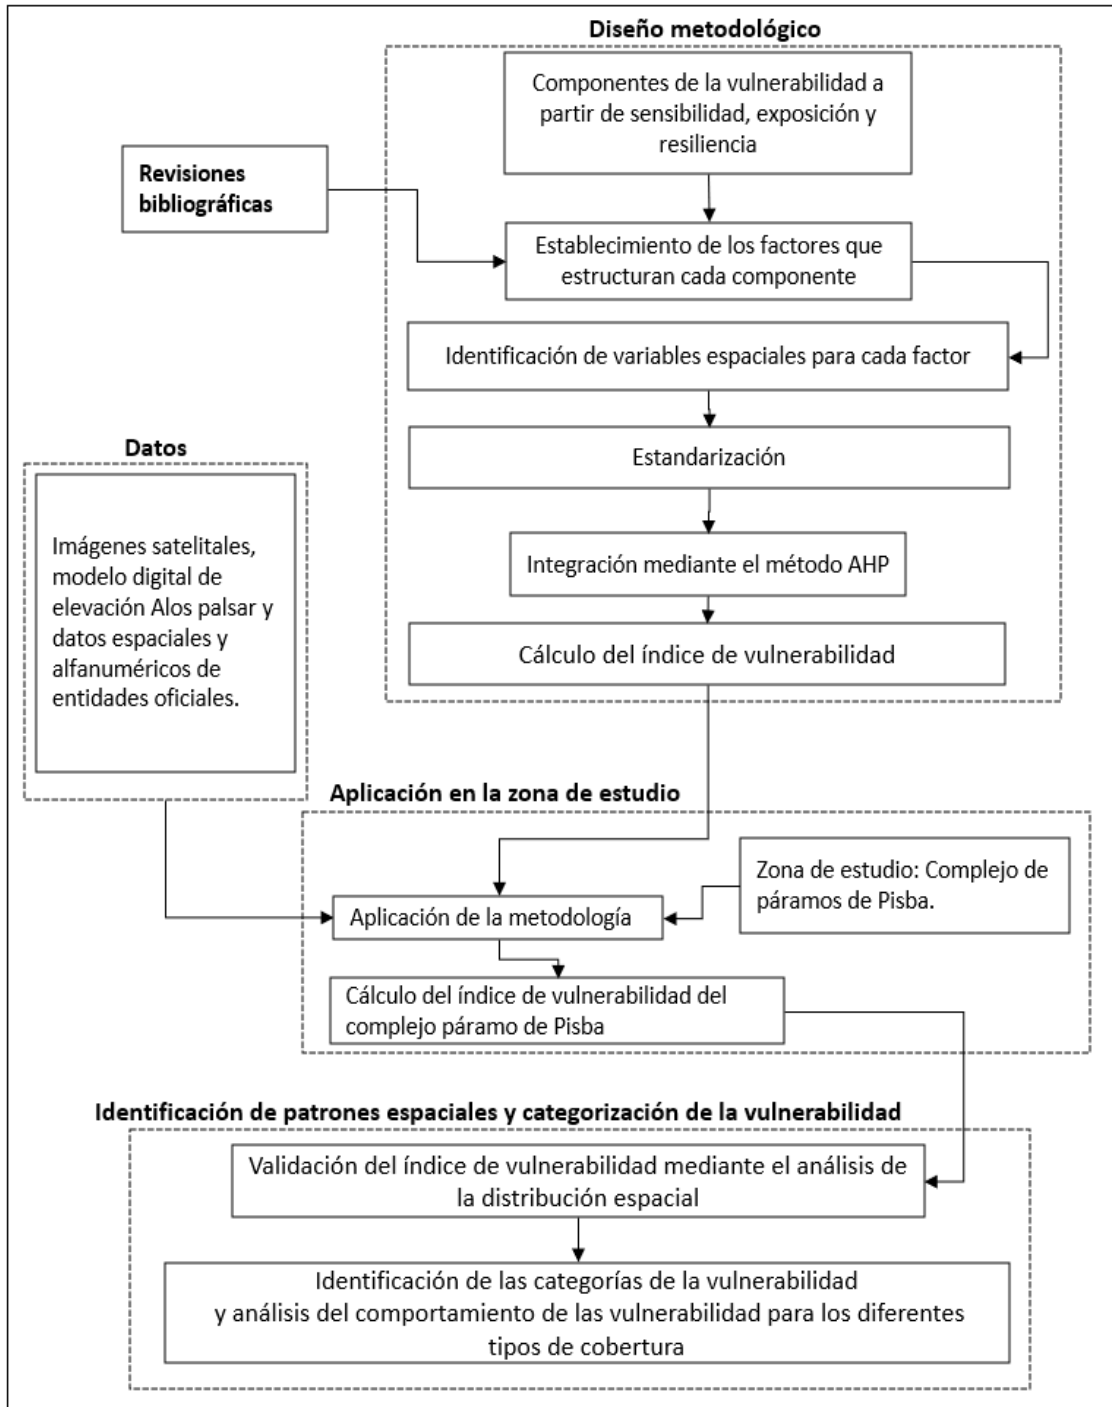 Diseño metodológico
Componentes de la vulnerabilidad a
partir de sensibilidad, exposición y
resiliencia
Revisiones
bibliográficas
Establecimiento de los factores que
estructuran cada componente
Identificación de variables espaciales para cada factor
Estandarización
Integración mediante el método AHP
Cálculo del índice de vulnerabilidad
Datos
Imágenes satelitales,
modelo digital de
elevación Alos palsar y
datos espaciales y
alfanuméricos de
entidades oficiales.
Aplicación en la zona de estudio
Zona de estudio: Complejo de
páramos de Pisba.
Aplicación de la metodología
Cálculo del índice de vulnerabilidad del
complejo páramo de Pisba
Identificación de patrones espaciales y categorización de la vulnerabilidad
Validación del índice de vulnerabilidad mediante el análisis de
la distribución espacial
Identificación de las categorías de la vulnerabilidad
y análisis del comportamiento de las vulnerabilidad para los diferentes
tipos de cobertura